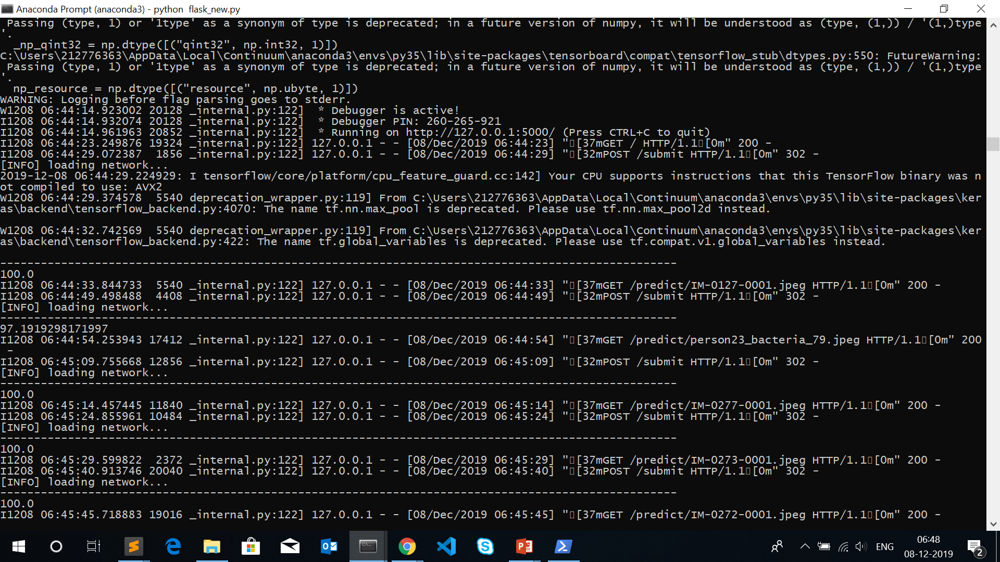 Anaconda Prompt (anaconda3) - python  flask_new.py
 Passing (type, 1) or '1type' as a synonym of type is deprecated; in a future version of numpy, it will be understood as (type, (1,)) / '(1,)type
'.
  _np_qint32 = np.dtype([("qint32", np.int32, 1)])
C:\Users\212776363\AppData\Local\Continuum\anaconda3\envs\py35\lib\site-packages\tensorboard\compat\tensorflow_stub\dtypes.py:550: FutureWarning:
 Passing (type, 1) or '1type' as a synonym of type is deprecated; in a future version of numpy, it will be understood as (type, (1,)) / '(1,)type
'.
  np_resource = np.dtype([("resource", np.ubyte, 1)])
WARNING: Logging before flag parsing goes to stderr.
W1208 06:44:14.923002 20128 _internal.py:122]  * Debugger is active!
I1208 06:44:14.932074 20128 _internal.py:122]  * Debugger PIN: 260-265-921
I1208 06:44:14.961963 20852 _internal.py:122]  * Running on http://127.0.0.1:5000/ (Press CTRL+C to quit)
I1208 06:44:23.249876 19324 _internal.py:122] 127.0.0.1 - - [08/Dec/2019 06:44:23] "▯[37mGET / HTTP/1.1▯[0m" 200 -
I1208 06:44:29.072387  1856 _internal.py:122] 127.0.0.1 - - [08/Dec/2019 06:44:29] "▯[32mPOST /submit HTTP/1.1▯[0m" 302 -
[INFO] loading network...
2019-12-08 06:44:29.224929: I tensorflow/core/platform/cpu_feature_guard.cc:142] Your CPU supports instructions that this TensorFlow binary was n
ot compiled to use: AVX2
W1208 06:44:29.374578  5540 deprecation_wrapper.py:119] From C:\Users\212776363\AppData\Local\Continuum\anaconda3\envs\py35\lib\site-packages\ker
as\backend\tensorflow_backend.py:4070: The name tf.nn.max_pool is deprecated. Please use tf.nn.max_pool2d instead.
W1208 06:44:32.742569  5540 deprecation_wrapper.py:119] From C:\Users\212776363\AppData\Local\Continuum\anaconda3\envs\py35\lib\site-packages\ker
as\backend\tensorflow_backend.py:422: The name tf.global_variables is deprecated. Please use tf.compat.v1.global_variables instead.
----------------------------------------------------------------------------------------------------
100.0
I1208 06:44:33.844733  5540 _internal.py:122] 127.0.0.1 - - [08/Dec/2019 06:44:33] "▯[37mGET /predict/IM-0127-0001.jpeg HTTP/1.1▯[0m" 200 -
I1208 06:44:49.498488  4408 _internal.py:122] 127.0.0.1 - - [08/Dec/2019 06:44:49] "▯[32mPOST /submit HTTP/1.1▯[0m" 302 -
[INFO] loading network...
----------------------------------------------------------------------------------------------------
97.1919298171997
I1208 06:44:54.253943 17412 _internal.py:122] 127.0.0.1 - - [08/Dec/2019 06:44:54] "▯[37mGET /predict/person23_bacteria_79.jpeg HTTP/1.1▯[0m" 200
 -
I1208 06:45:09.755668 12856 _internal.py:122] 127.0.0.1 - - [08/Dec/2019 06:45:09] "▯[32mPOST /submit HTTP/1.1▯[0m" 302 -
[INFO] loading network...
----------------------------------------------------------------------------------------------------
100.0
I1208 06:45:14.457445 11840 _internal.py:122] 127.0.0.1 - - [08/Dec/2019 06:45:14] "▯[37mGET /predict/IM-0277-0001.jpeg HTTP/1.1▯[0m" 200 -
I1208 06:45:24.855961 10484 _internal.py:122] 127.0.0.1 - - [08/Dec/2019 06:45:24] "▯[32mPOST /submit HTTP/1.1▯[0m" 302 -
[INFO] loading network...
----------------------------------------------------------------------------------------------------
100.0
I1208 06:45:29.599822  2372 _internal.py:122] 127.0.0.1 - - [08/Dec/2019 06:45:29] "▯[37mGET /predict/IM-0273-0001.jpeg HTTP/1.1▯[0m" 200 -
I1208 06:45:40.913746 20040 _internal.py:122] 127.0.0.1 - - [08/Dec/2019 06:45:40] "▯[32mPOST /submit HTTP/1.1▯[0m" 302 -
[INFO] loading network...
----------------------------------------------------------------------------------------------------
100.0
I1208 06:45:45.718883 19016 _internal.py:122] 127.0.0.1 - - [08/Dec/2019 06:45:45] "▯[37mGET /predict/IM-0272-0001.jpeg HTTP/1.1▯[0m" 200 -
ENG
06:48
08-12-2019
2